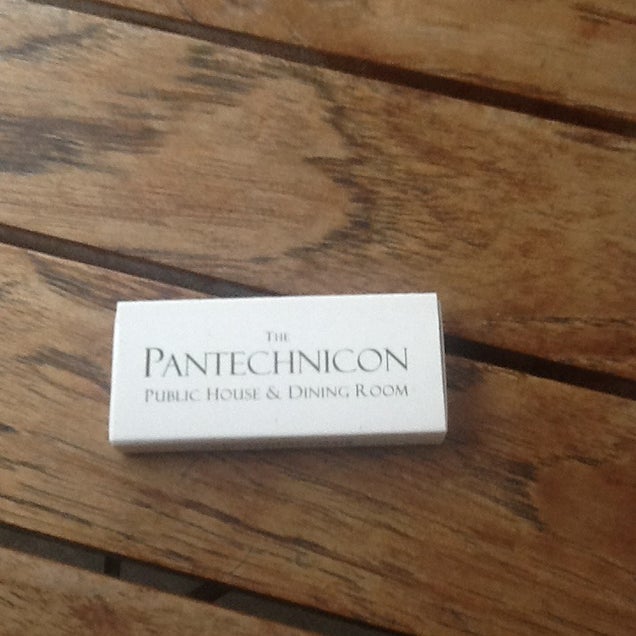 The
Pantechnicon
Public House & Dining Room